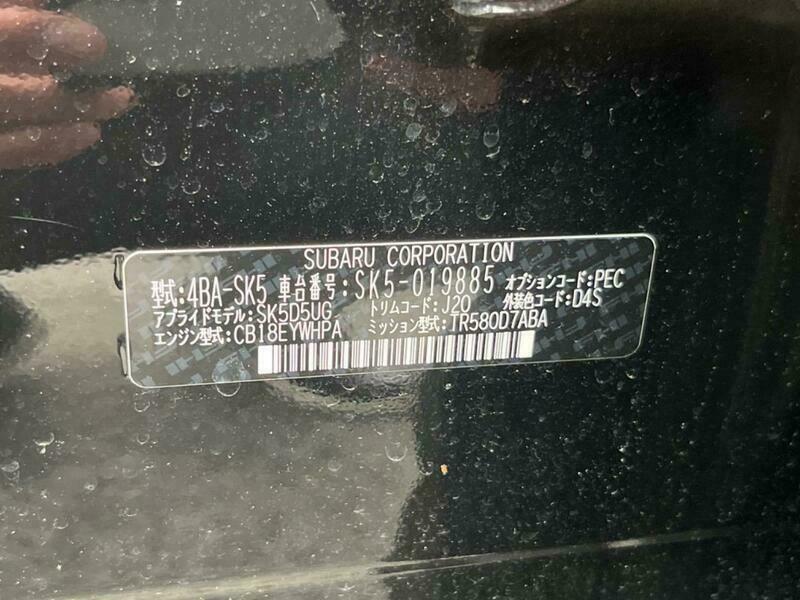 SUBARU CORPORATION
型式:4BA-SK5 車台番号:SK5-019885 オプションコード:PEC
アプライドモデル:SK5D5UG トリムコード:J20 外装色コード:D4S
エンジン型式:CB18EYWHPA ミッション型式:TR580D7ABA